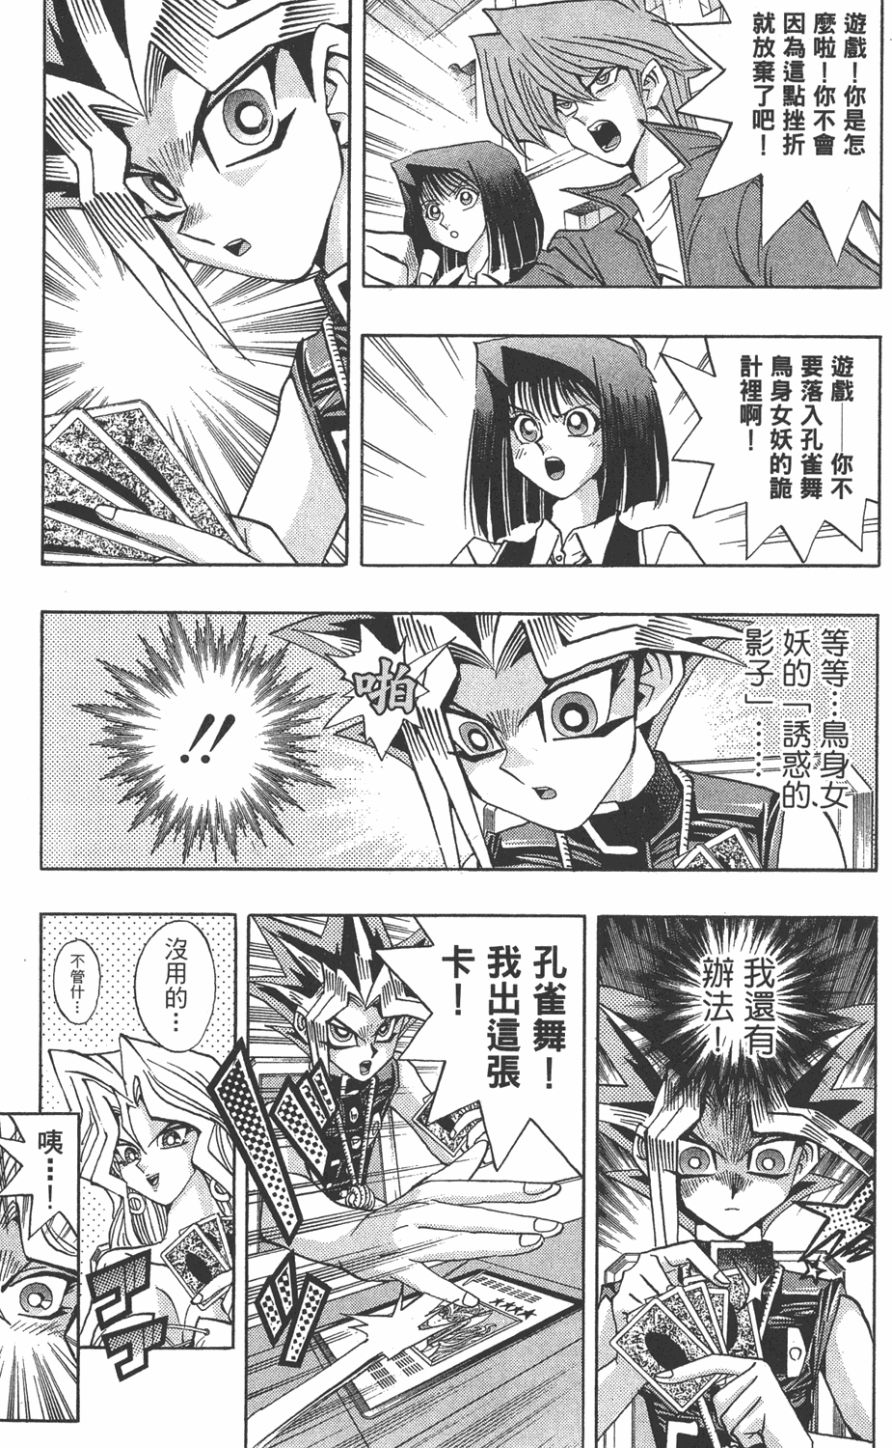 遊戲！你是怎
麼啦！你不會
因為這點挫折
就放棄了吧！
遊戲——你不
要落入孔雀舞
鳥身女妖的詭
計裡啊！
等等…鳥身女
妖的「誘惑的
影子」……
啪
!!
我還有
辦法！
孔雀舞！
我出這張
卡！
沒用的…
不管什…
咦…！